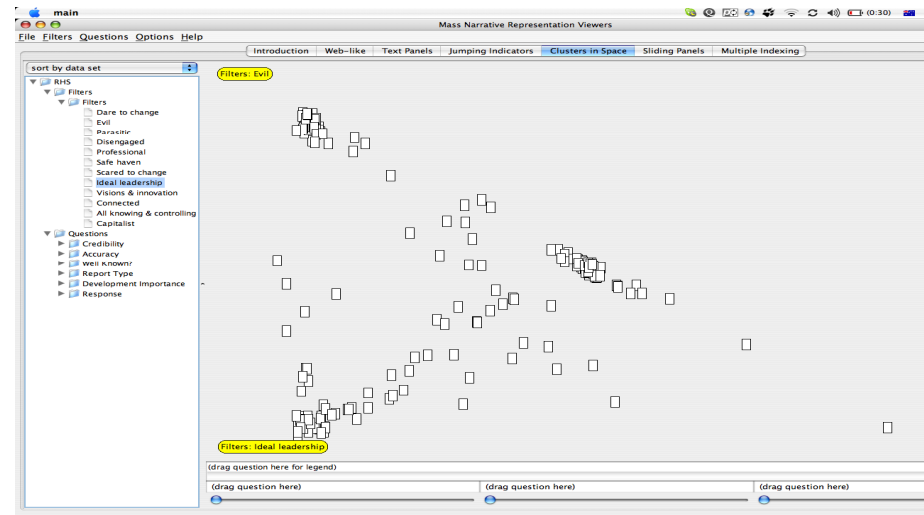 main (0:30)
Mass Narrative Representation Viewers
File Filters Questions Options Help
Introduction Web-like Text Panels Jumping Indicators Clusters in Space Sliding Panels Multiple Indexing
sort by data set
Filters: Evil
RHS
Filters
Filters
Dare to change
Evil
Parasitic
Disengaged
Professional
Safe haven
Scared to change
Ideal leadership
Visions & innovation
Connected
All knowing & controlling
Capitalist
Questions
Credibility
Accuracy
Well Known?
Report Type
Development Importance
Response
Filters: Ideal leadership
(drag question here for legend)
(drag question here) (drag question here) (drag question here)